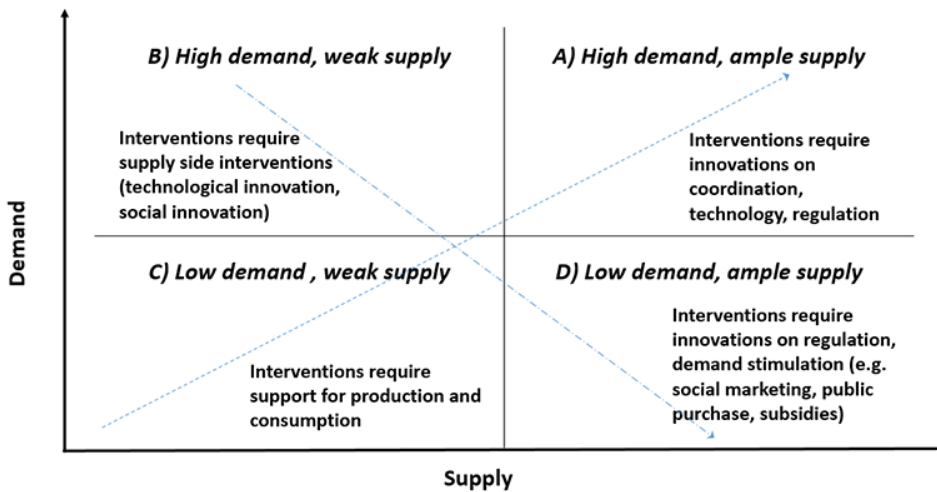 B) High demand, weak supply
A) High demand, ample supply
Interventions require
supply side interventions
(technological innovation,
social innovation)
Interventions require
innovations on
coordination,
technology, regulation
Demand
C) Low demand , weak supply
D) Low demand, ample supply
Interventions require
support for production and
consumption
Interventions require
innovations on regulation,
demand stimulation (e.g.
social marketing, public
purchase, subsidies)
Supply